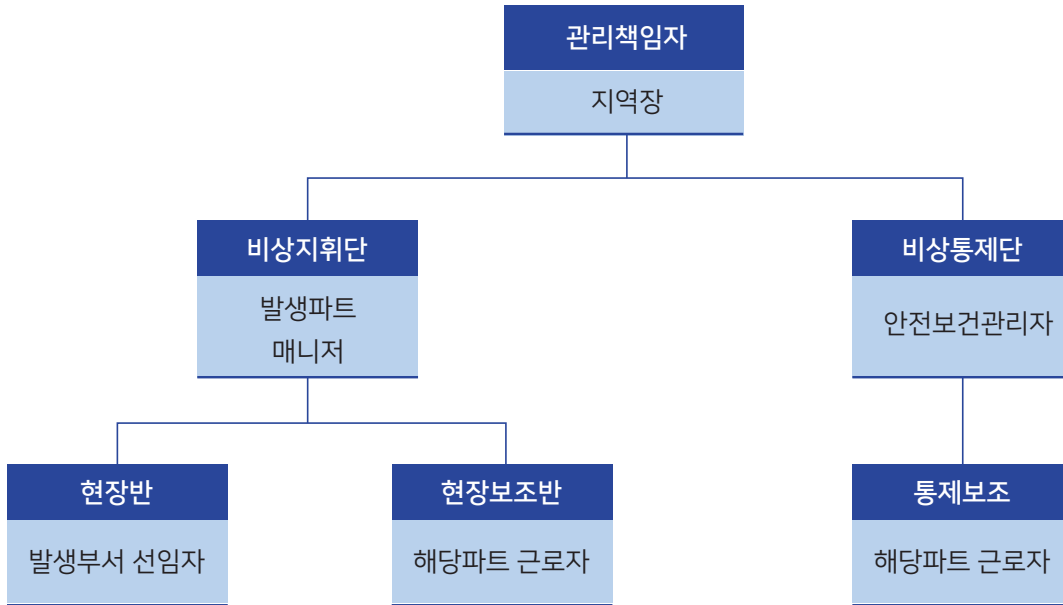 관리책임자
지역장
비상지휘단
발생파트
매니저
비상통제단
안전보건관리자
현장반
발생부서 선임자
현장보조반
해당파트 근로자
통제보조
해당파트 근로자